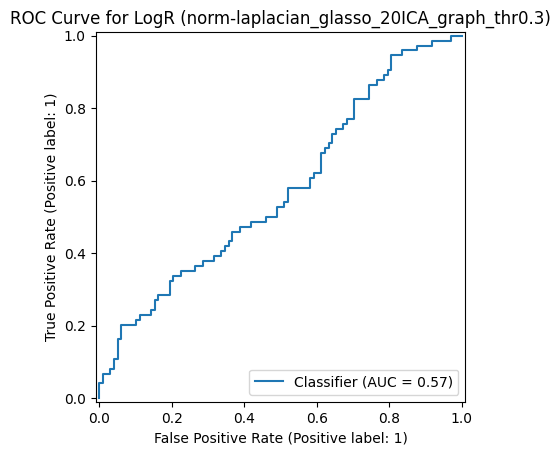 ROC Curve for LogR (norm-laplacian_glasso_20ICA_graph_thr0.3)
1.0
0.8
0.6
0.4
0.2
0.0
True Positive Rate (Positive label: 1)
Classifier (AUC = 0.57)
0.0 0.2 0.4 0.6 0.8 1.0
False Positive Rate (Positive label: 1)